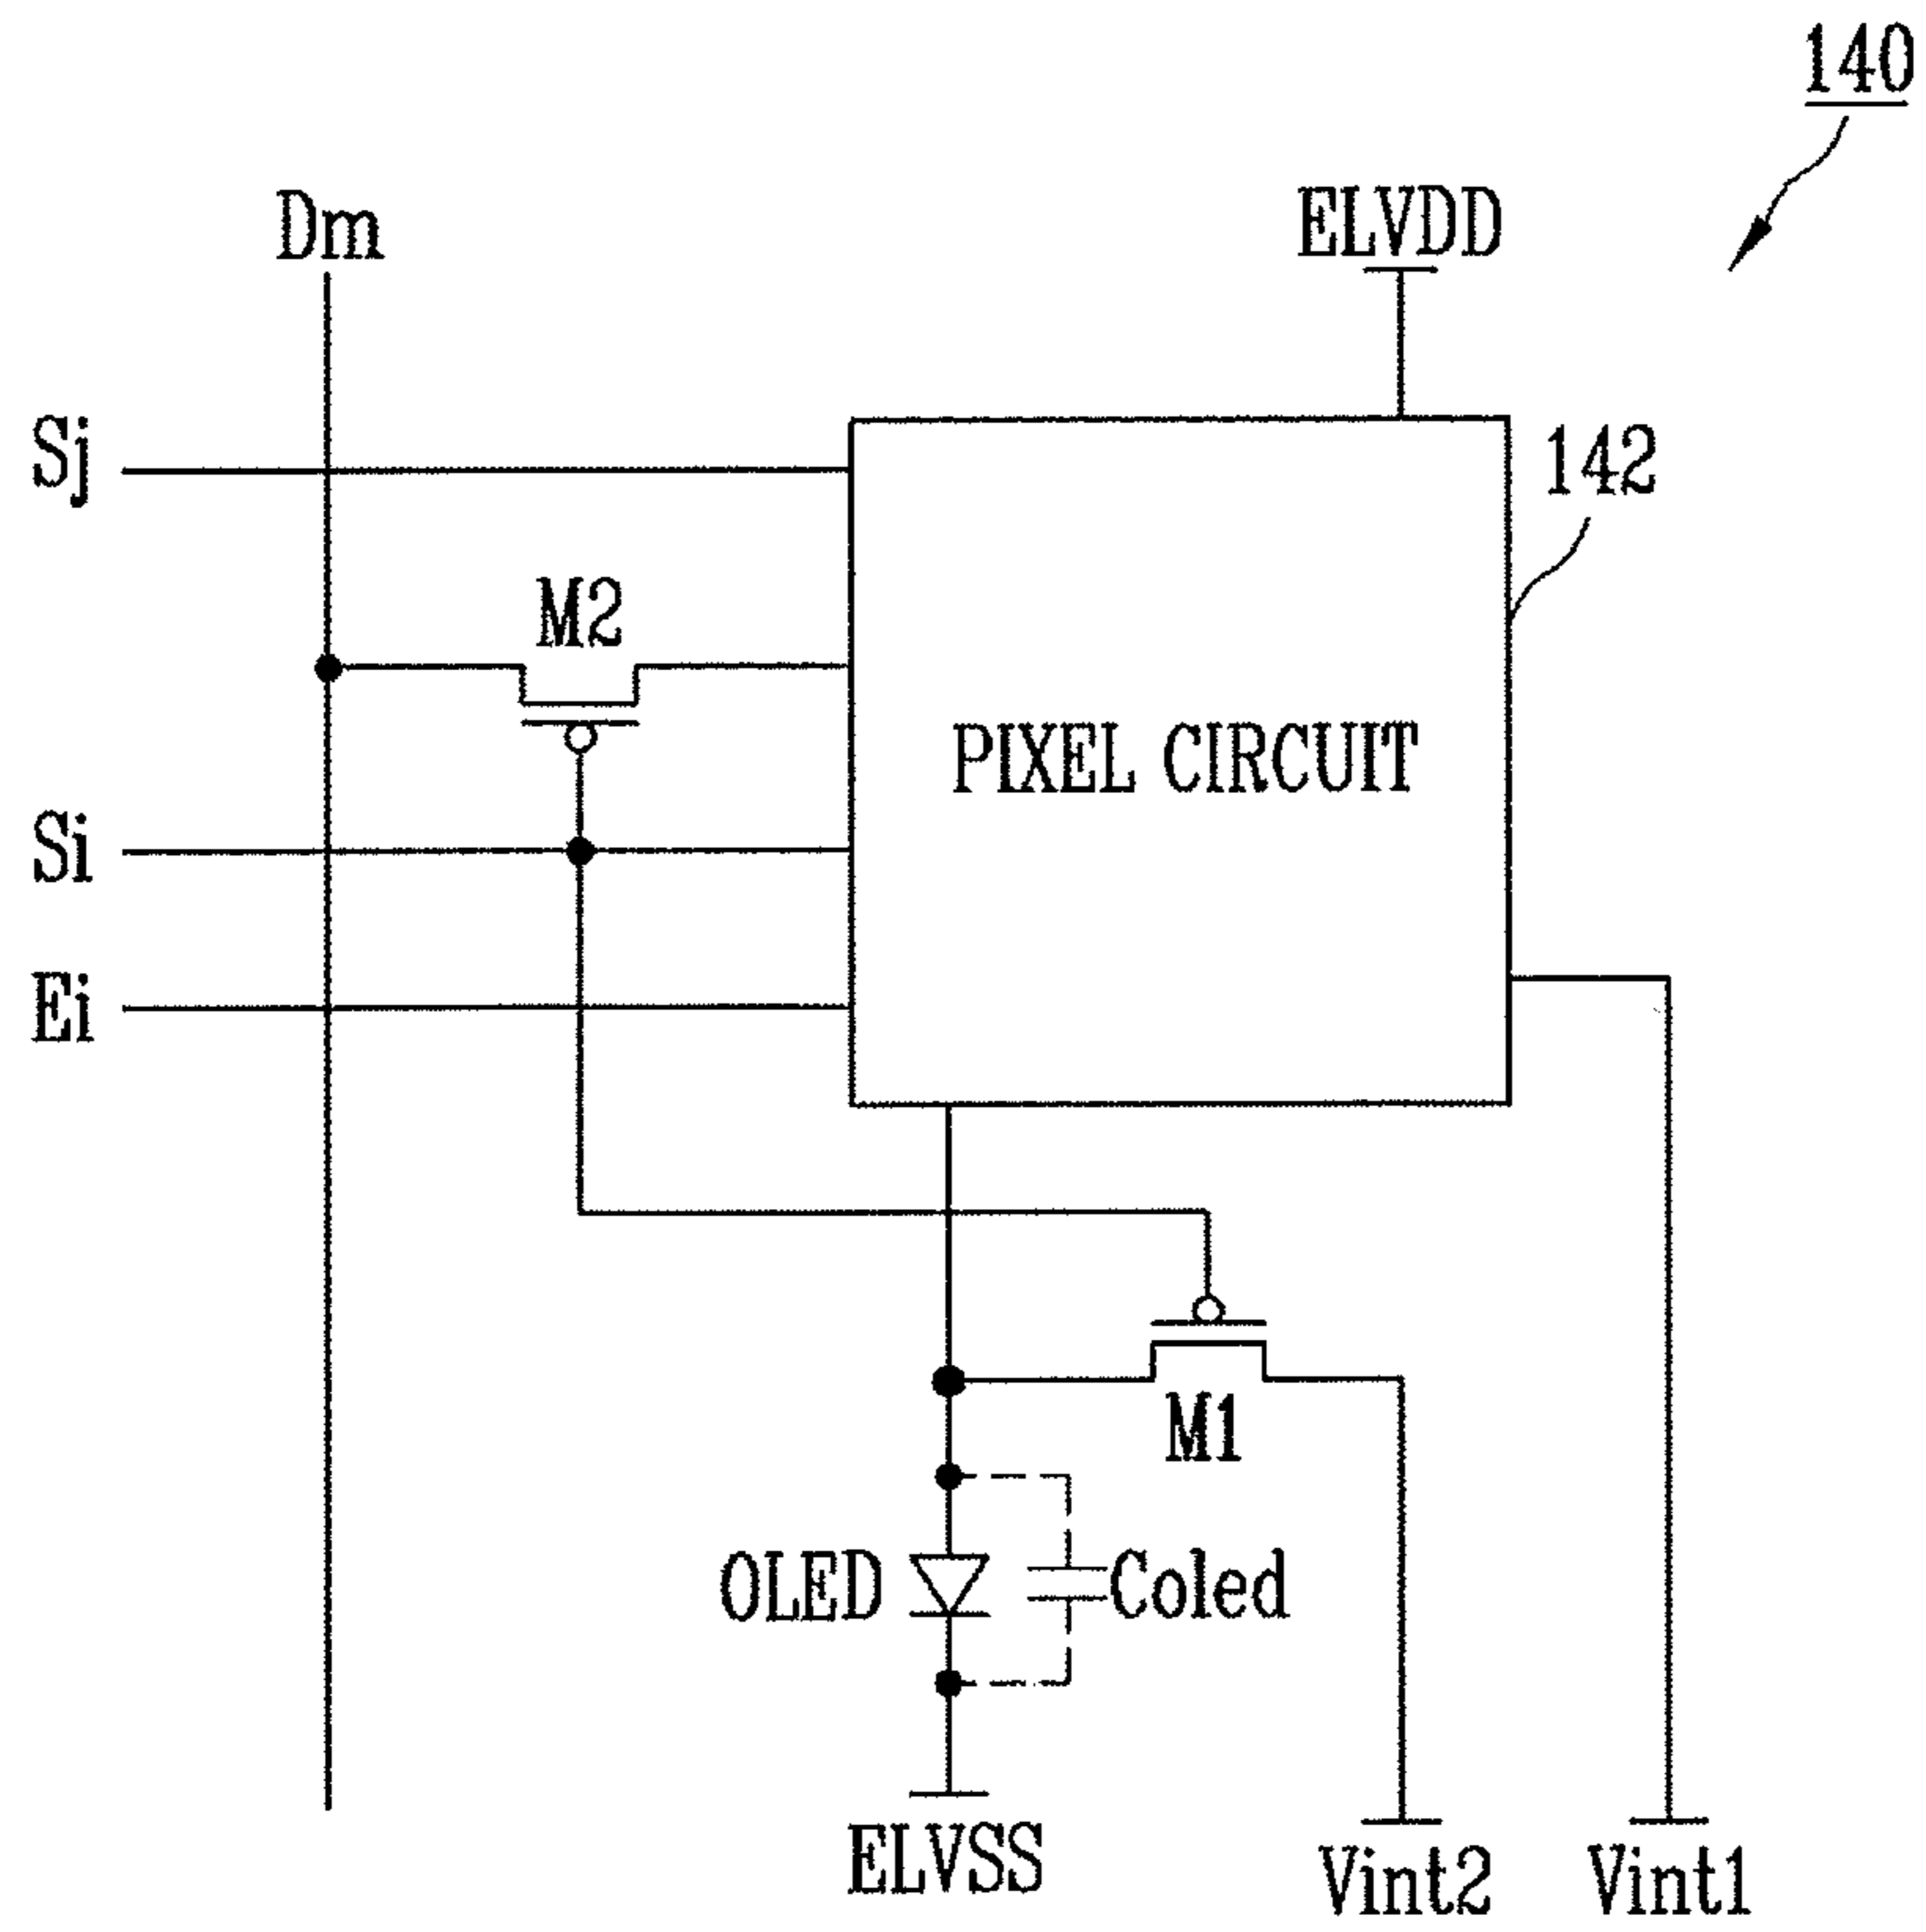 140
Dm
ELVDD
Sj
142
M2
PIXEL CIRCUIT
Si
Ei
M1
OLED
Coled
ELVSS
Vint2
Vint1